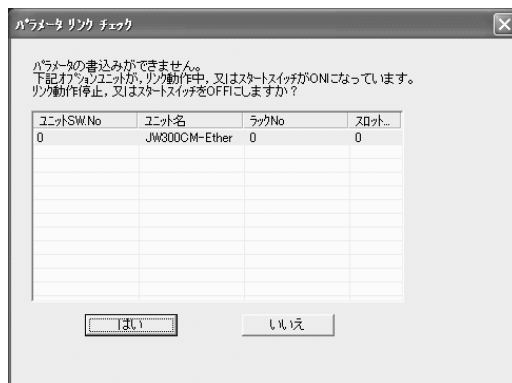 パラメータ リンク チェック
パラメータの書込みができません。
下記オプションユニットが,リンク動作中,又はスタートスイッチがONになっています。
リンク動作停止,又はスタートスイッチをOFFにしますか?
ユニットSW.No ユニット名 ラックNo スロット...
0 JW300CM-Ether 0 0
はい いいえ